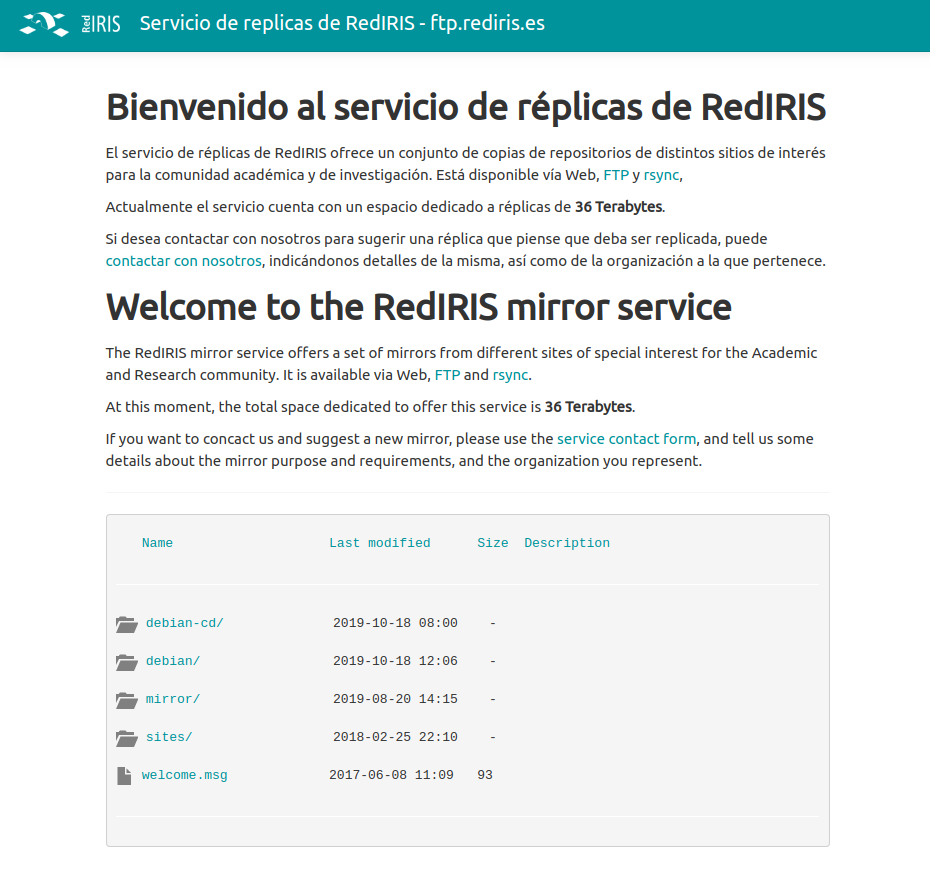 RedIRIS Servicio de replicas de RedIRIS - ftp.rediris.es
Bienvenido al servicio de réplicas de RedIRIS
El servicio de réplicas de RedIRIS ofrece un conjunto de copias de repositorios de distintos sitios de interés
para la comunidad académica y de investigación. Está disponible vía Web, FTP y rsync,
Actualmente el servicio cuenta con un espacio dedicado a réplicas de 36 Terabytes.
Si desea contactar con nosotros para sugerir una réplica que piense que deba ser replicada, puede
contactar con nosotros, indicándonos detalles de la misma, así como de la organización a la que pertenece.
Welcome to the RedIRIS mirror service
The RedIRIS mirror service offers a set of mirrors from different sites of special interest for the Academic
and Research community. It is available via Web, FTP and rsync.
At this moment, the total space dedicated to offer this service is 36 Terabytes.
If you want to concact us and suggest a new mirror, please use the service contact form, and tell us some
details about the mirror purpose and requirements, and the organization you represent.
Name Last modified Size Description
debian-cd/ 2019-10-18 08:00 -
debian/ 2019-10-18 12:06 -
mirror/ 2019-08-20 14:15 -
sites/ 2018-02-25 22:10 -
welcome.msg 2017-06-08 11:09 93